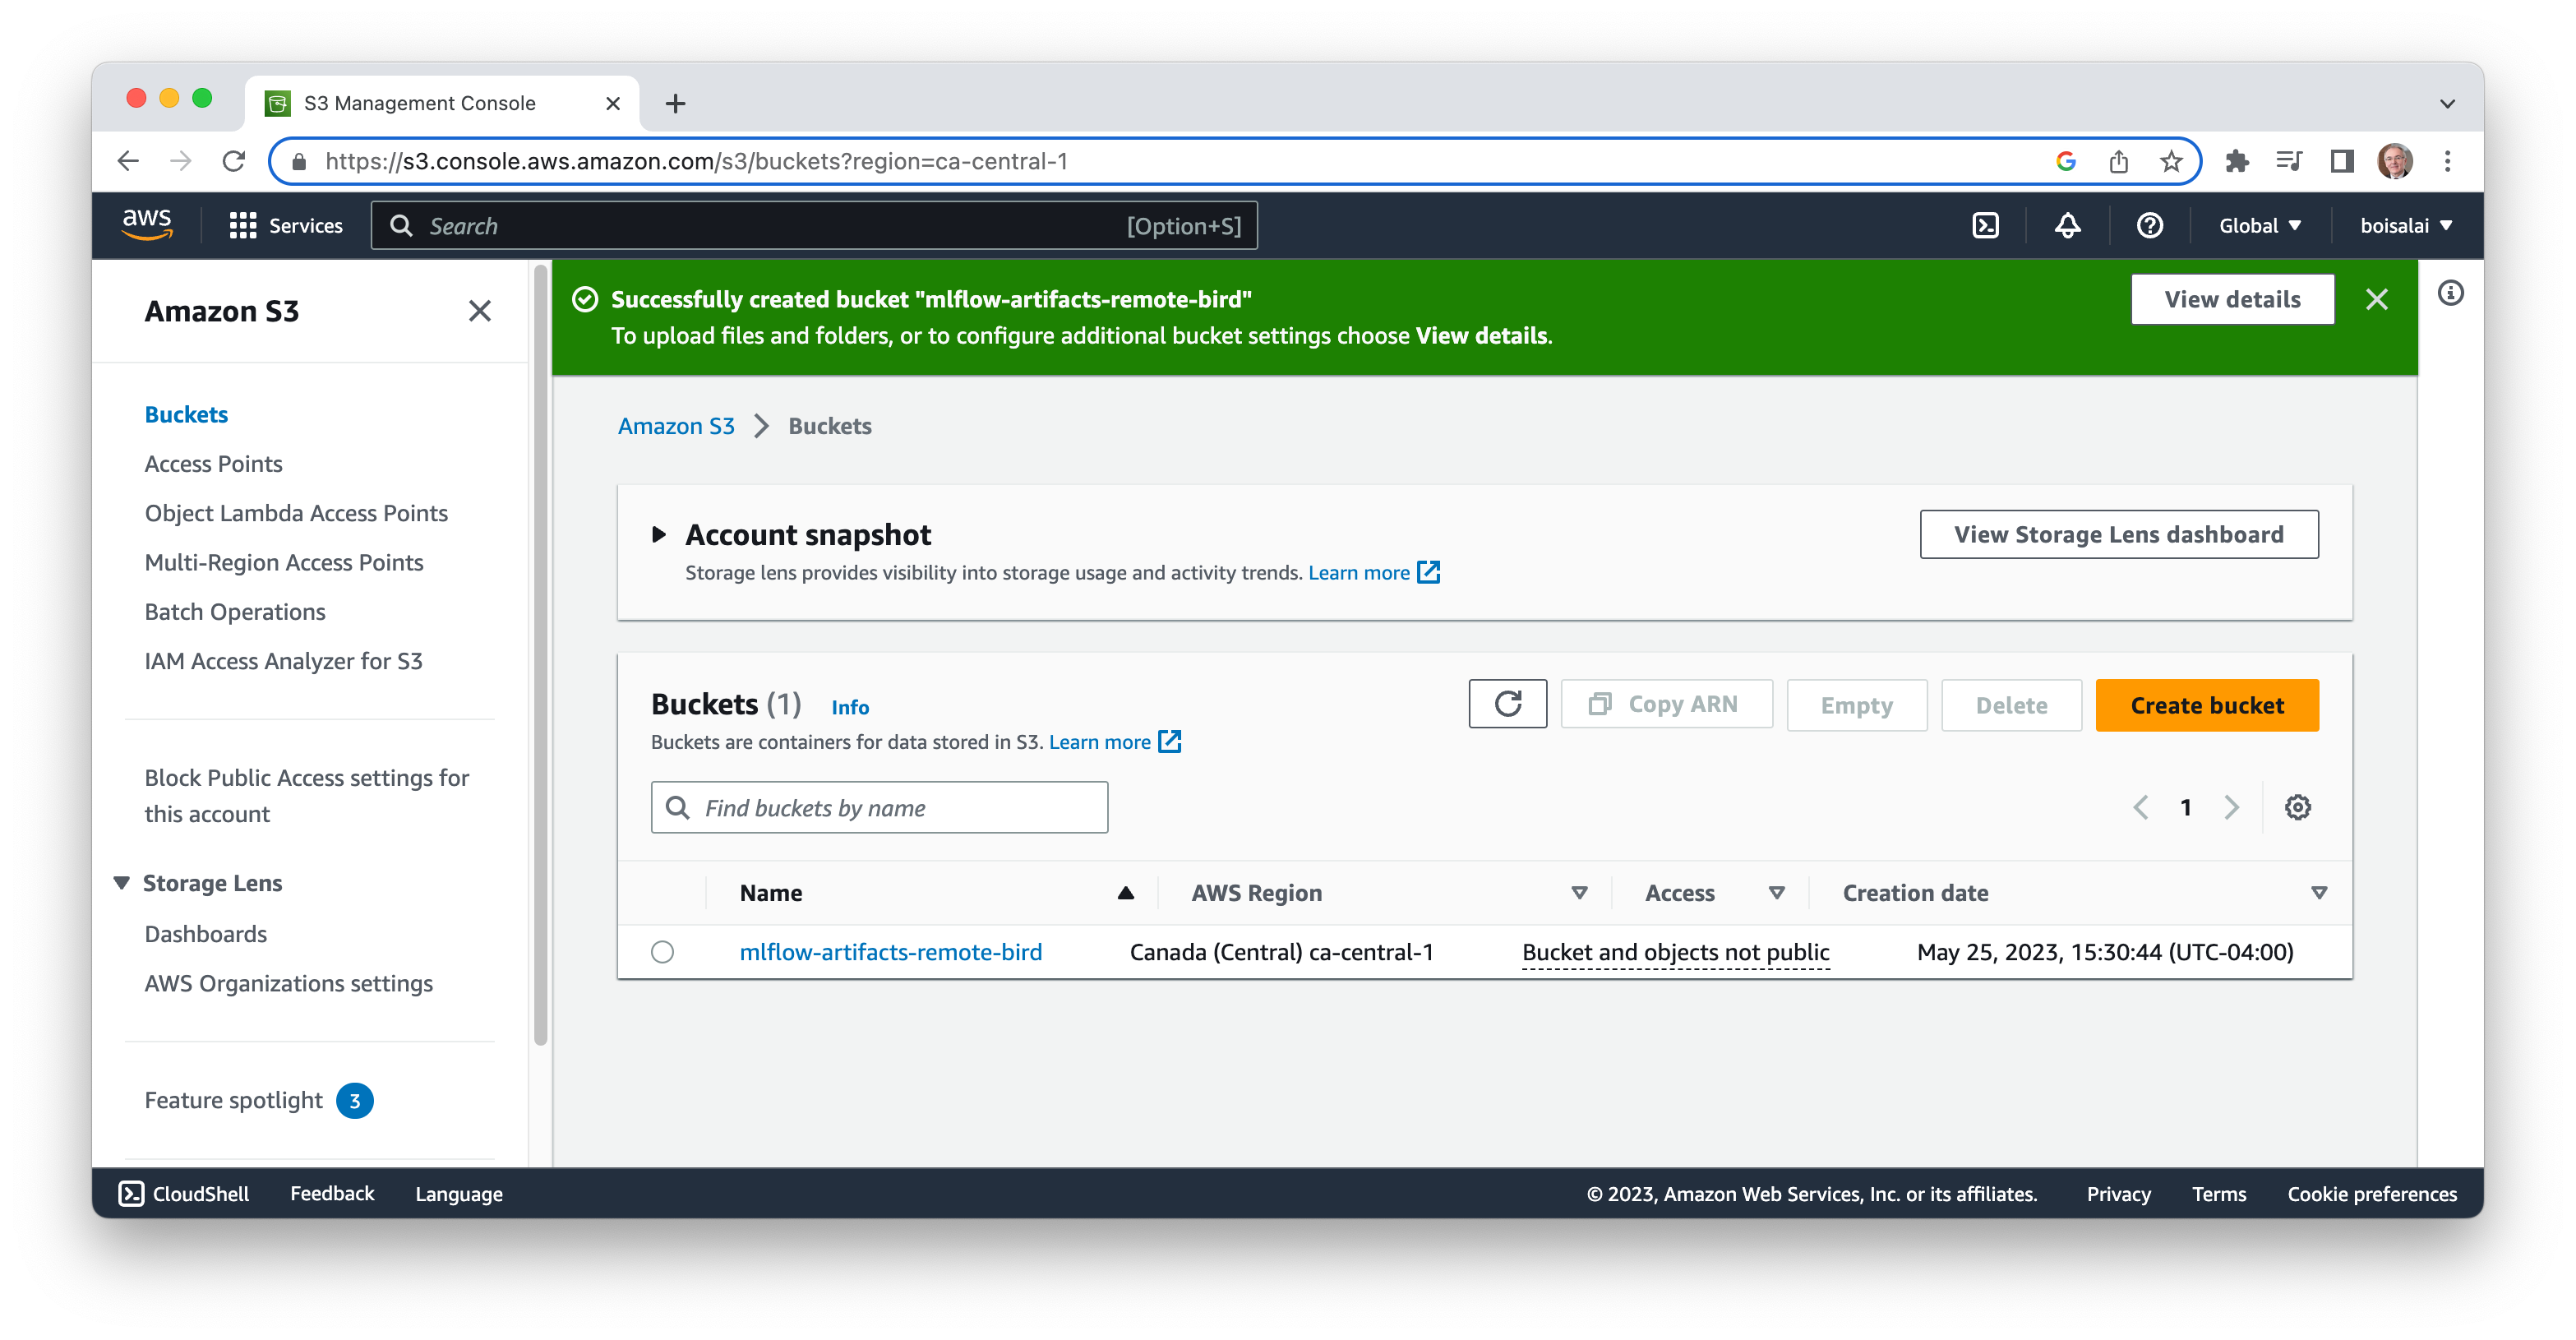 S3 Management Console
https://s3.console.aws.amazon.com/s3/buckets?region=ca-central-1
aws
Services
Search
[Option+S]
Global
boisalai
Amazon S3
Buckets
Access Points
Object Lambda Access Points
Multi-Region Access Points
Batch Operations
IAM Access Analyzer for S3
Block Public Access settings for
this account
Storage Lens
Dashboards
AWS Organizations settings
Feature spotlight 3
Successfully created bucket "mlflow-artifacts-remote-bird"
To upload files and folders, or to configure additional bucket settings choose View details.
View details
Amazon S3 Buckets
Account snapshot
Storage lens provides visibility into storage usage and activity trends. Learn more
View Storage Lens dashboard
Buckets (1) Info
Buckets are containers for data stored in S3. Learn more
Copy ARN
Empty
Delete
Create bucket
Find buckets by name
1
Name AWS Region Access Creation date
mlflow-artifacts-remote-bird Canada (Central) ca-central-1 Bucket and objects not public May 25, 2023, 15:30:44 (UTC-04:00)
CloudShell Feedback Language © 2023, Amazon Web Services, Inc. or its affiliates. Privacy Terms Cookie preferences